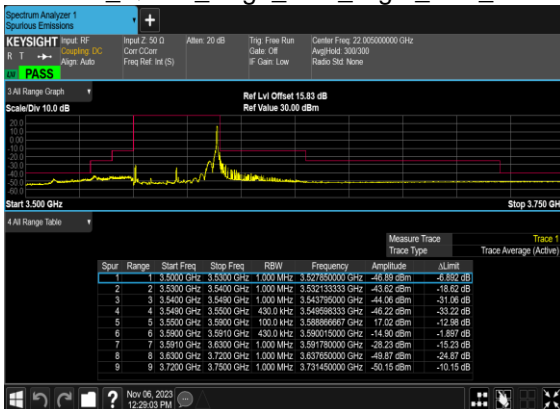 Spectrum Analyzer 1
Spurious Emissions
KEYSIGHT
R T
Input: RF
Coupling: DC
Align: Auto
Input Z: 50 Ω
Corr CCorr
Freq Ref: Int (S)
Atten: 20 dB
Trig: Free Run
Gate: Off
IF Gain: Low
Center Freq: 22.005000000 GHz
Avg|Hold: 300/300
Radio Std: None
PASS
3 All Range Graph
Scale/Div 10.0 dB
Ref Lvl Offset 15.83 dB
Ref Value 30.00 dBm
20.0
10.0
0.00
-10.0
-20.0
-30.0
-40.0
-50.0
-60.0
Start 3.500 GHz
Stop 3.750 GH
4 All Range Table
Measure Trace Trace 1
Trace Type Trace Average (Active)
Spur Range Start Freq Stop Freq RBW Frequency Amplitude ΔLimit
1 1 3.5000 GHz 3.5300 GHz 1.000 MHz 3.527850000 GHz -46.89 dBm -6.892 dB
2 2 3.5300 GHz 3.5400 GHz 1.000 MHz 3.532133333 GHz -43.62 dBm -18.62 dB
3 3 3.5400 GHz 3.5490 GHz 1.000 MHz 3.543795000 GHz -44.06 dBm -31.06 dB
4 4 3.5490 GHz 3.5500 GHz 430.0 kHz 3.549598333 GHz -46.22 dBm -33.22 dB
5 5 3.5500 GHz 3.5900 GHz 100.0 kHz 3.588866667 GHz 17.02 dBm -12.98 dB
6 6 3.5900 GHz 3.5910 GHz 430.0 kHz 3.590015000 GHz -14.90 dBm -1.897 dB
7 7 3.5910 GHz 3.6300 GHz 1.000 MHz 3.591780000 GHz -28.23 dBm -15.23 dB
8 8 3.6300 GHz 3.7200 GHz 1.000 MHz 3.637650000 GHz -49.87 dBm -24.87 dB
9 9 3.7200 GHz 3.7500 GHz 1.000 MHz 3.731450000 GHz -50.15 dBm -10.15 dB
Nov 06, 2023
12:29:03 PM